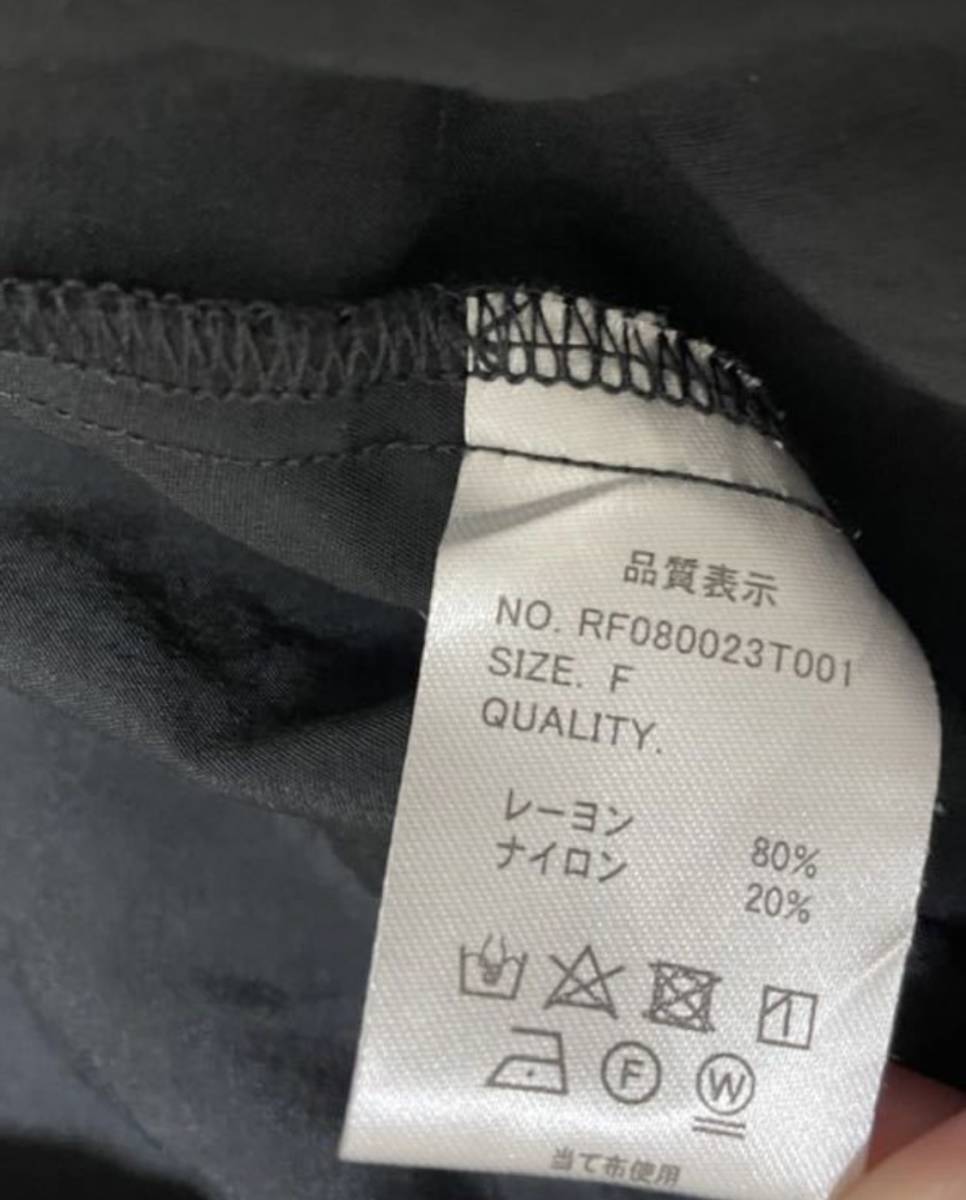 品質表示
NO. RF080023T001
SIZE. F
QUALITY.
レーヨン 80%
ナイロン 20%
F W
当て布使用